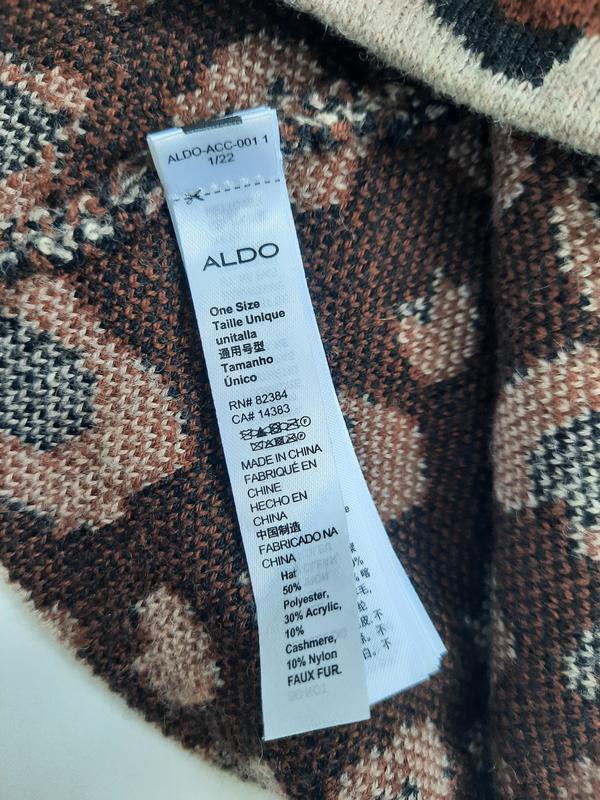 ALDO-ACC-001 1
1/22
ALDO
One Size
Taille Unique
unitalla
通用号型
Tamanho
Único
RN# 82384
CA# 14383
MADE IN CHINA
FABRIQUÉ EN
CHINE
HECHO EN
CHINA
中国制造
FABRICADO NA
CHINA
Hat
50%
Polyester,
30% Acrylic,
10%
Cashmere,
10% Nylon
FAUX FUR.